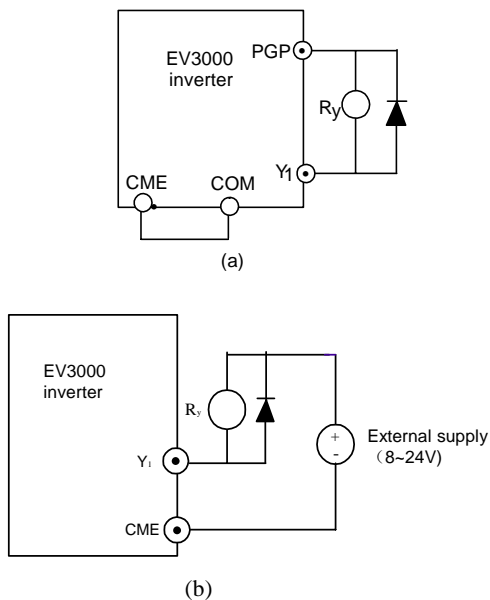 PGP
EV3000
inverter
Ry
Y1
CME
COM
(a)
EV3000
inverter
Ry
+
-
External supply
（8~24V)
Y1
CME
(b)